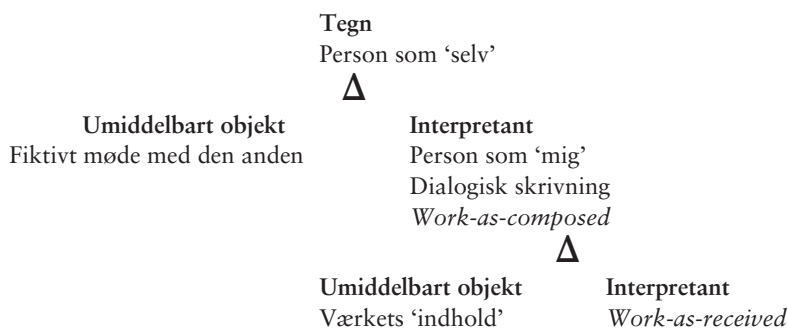 Tegn
Person som ‘selv’
Δ
Umiddelbart objekt Interpretant
Fiktivt møde med den anden Person som ‘mig’
Dialogisk skrivning
Work-as-composed
Δ
Umiddelbart objekt Interpretant
Værkets ‘indhold’ Work-as-received